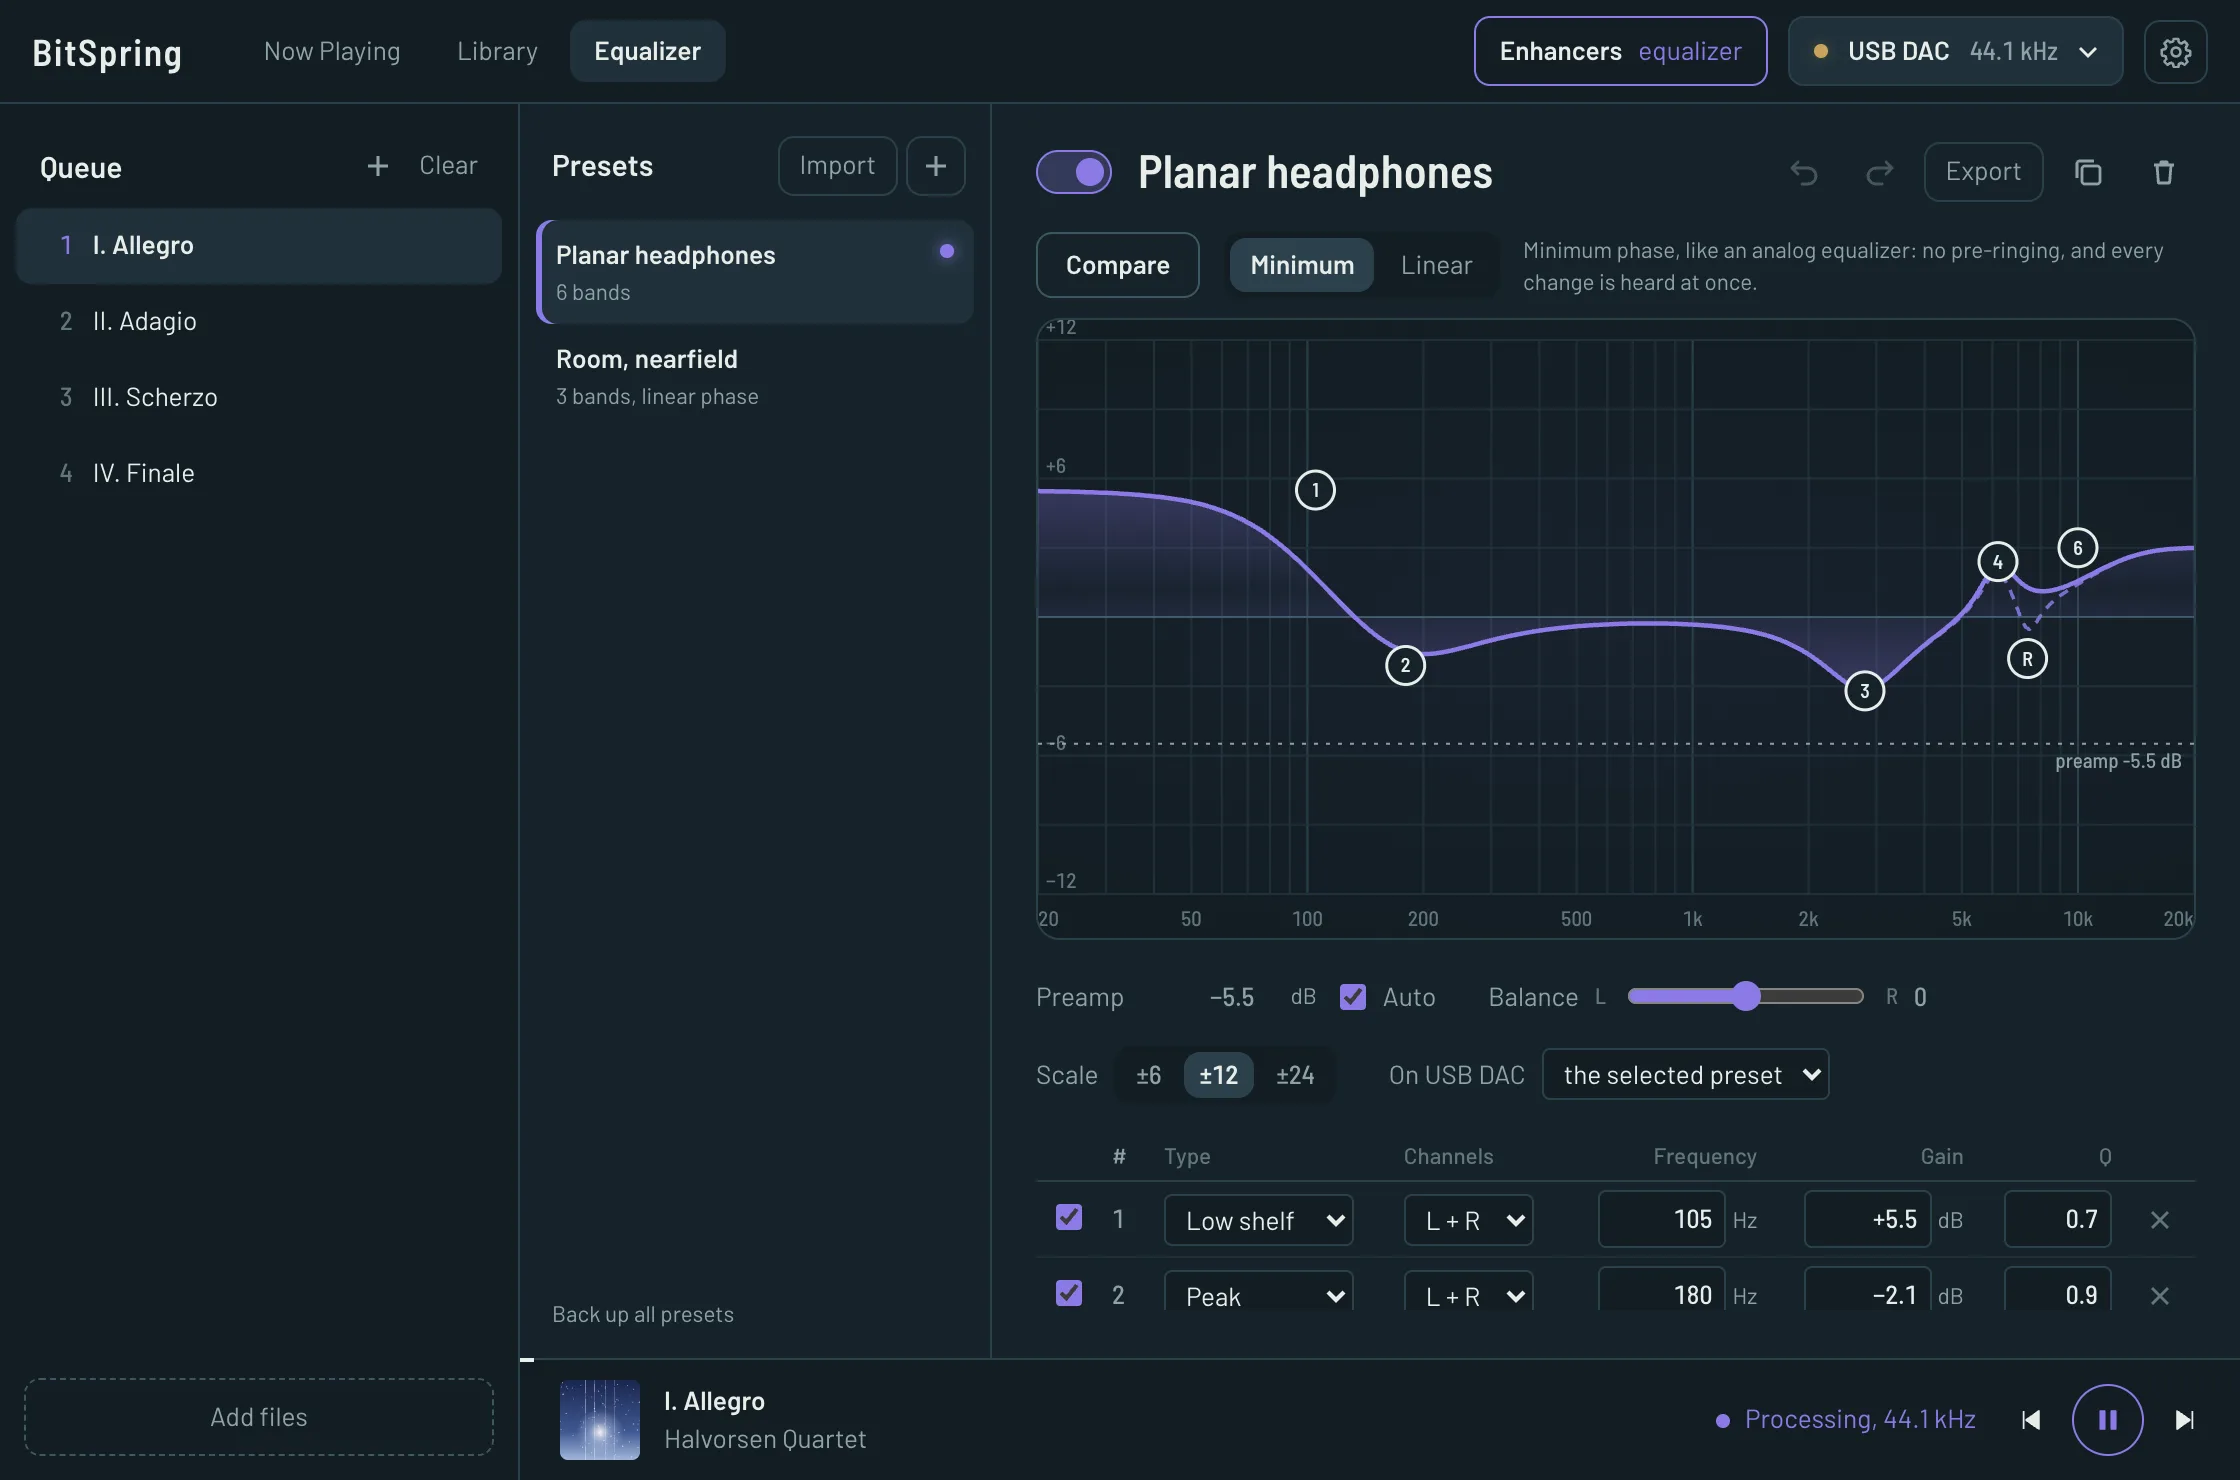 BitSpring
Now Playing
Library
Equalizer
Enhancers equalizer
USB DAC 44.1 kHz
Queue
+ Clear
1 I. Allegro
2 II. Adagio
3 III. Scherzo
4 IV. Finale
Add files
Presets
Import
+
Planar headphones
6 bands
Room, nearfield
3 bands, linear phase
Back up all presets
Planar headphones
Export
Compare
Minimum
Linear
Minimum phase, like an analog equalizer: no pre-ringing, and every
change is heard at once.
+12
+6
−6
−12
1
2
3
4
6
R
preamp -5.5 dB
20 50 100 200 500 1k 2k 5k 10k 20k
Preamp −5.5 dB Auto Balance L R 0
Scale ±6 ±12 ±24 On USB DAC the selected preset
# Type Channels Frequency Gain Q
1 Low shelf L + R 105 Hz +5.5 dB 0.7
2 Peak L + R 180 Hz −2.1 dB 0.9
I. Allegro
Halvorsen Quartet
Processing, 44.1 kHz